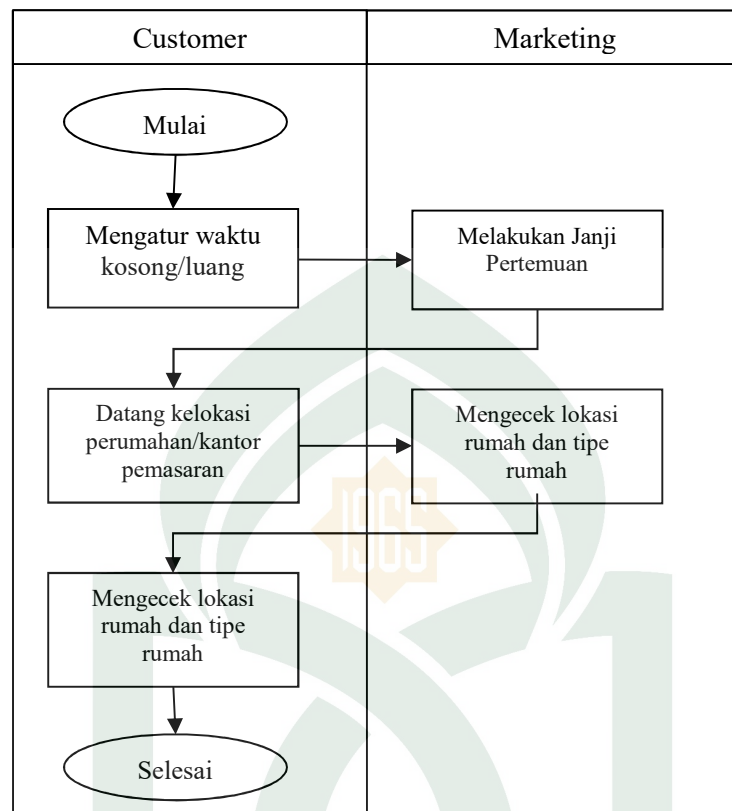 Customer
Marketing
Mulai
Mengatur waktu
kosong/luang
Melakukan Janji
Pertemuan
Datang kelokasi
perumahan/kantor
pemasaran
Mengecek lokasi
rumah dan tipe
rumah
1965
Mengecek lokasi
rumah dan tipe
rumah
Selesai